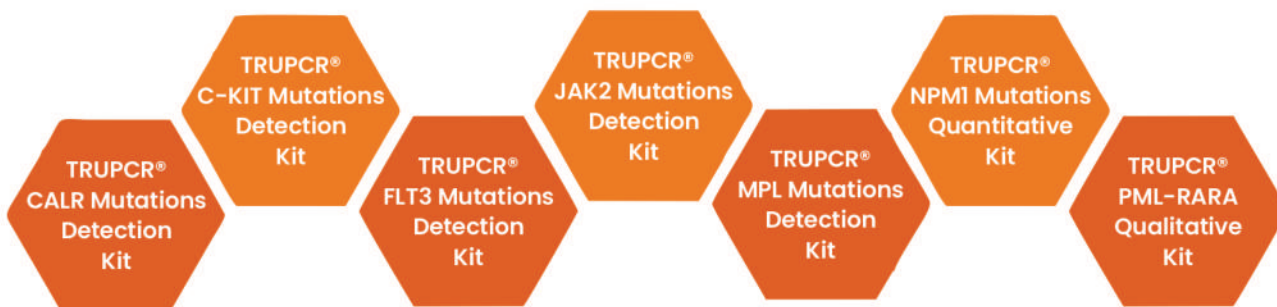 TRUPCR®
CALR Mutations
Detection
Kit
TRUPCR®
C-KIT Mutations
Detection
Kit
TRUPCR®
FLT3 Mutations
Detection
Kit
TRUPCR®
JAK2 Mutations
Detection
Kit
TRUPCR®
MPL Mutations
Detection
Kit
TRUPCR®
NPM1 Mutations
Quantitative
Kit
TRUPCR®
PML-RARA
Qualitative
Kit